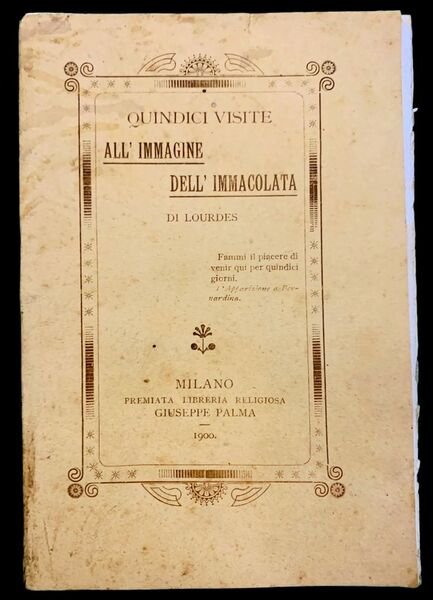 QUINDICI VISITE
ALL' IMMAGINE
DELL' IMMACOLATA
DI LOURDES
Fammi il piacere di
venir qui per quindici
giorni.
L'Apparizione a Ber-
nardina.
MILANO
PREMIATA LIBRERIA RELIGIOSA
GIUSEPPE PALMA
1900.